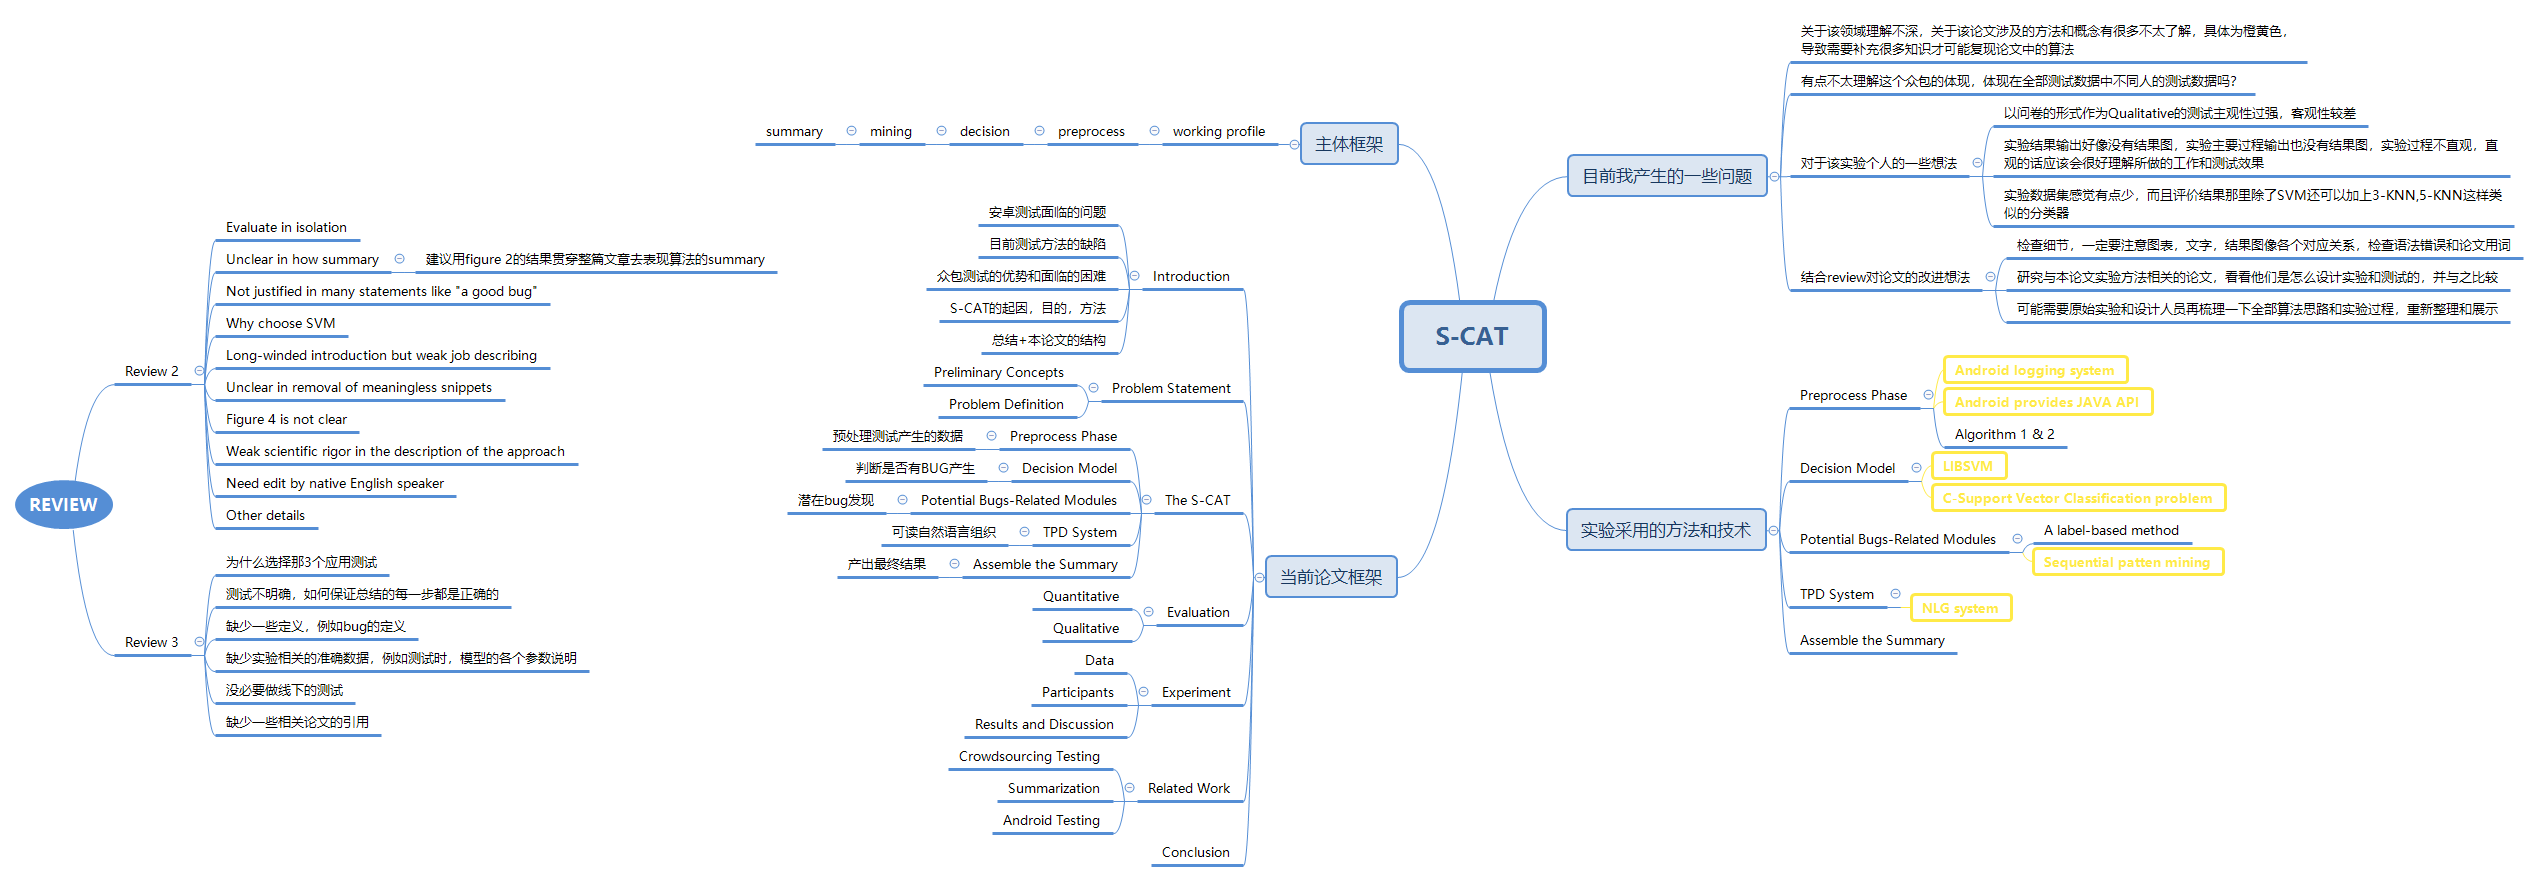 S-CAT
主体框架
working profile
preprocess
decision
mining
summary
当前论文框架
Introduction
安卓测试面临的问题
目前测试方法的缺陷
众包测试的优势和面临的困难
S-CAT的起因，目的，方法
总结+本论文的结构
Problem Statement
Preliminary Concepts
Problem Definition
The S-CAT
Preprocess Phase
预处理测试产生的数据
Decision Model
判断是否有BUG产生
Potential Bugs-Related Modules
潜在bug发现
TPD System
可读自然语言组织
Assemble the Summary
产出最终结果
Evaluation
Quantitative
Qualitative
Experiment
Data
Participants
Results and Discussion
Related Work
Crowdsourcing Testing
Summarization
Android Testing
Conclusion
目前我产生的一些问题
关于该领域理解不深，关于该论文涉及的方法和概念有很多不太了解，具体为橙黄色，
导致需要补充很多知识才可能复现论文中的算法
有点不太理解这个众包的体现，体现在全部测试数据中不同人的测试数据吗？
对于该实验个人的一些想法
以问卷的形式作为Qualitative的测试主观性过强，客观性较差
实验结果输出好像没有结果图，实验主要过程输出也没有结果图，实验过程不直观，直
观的话应该会很好理解所做的工作和测试效果
实验数据集感觉有点少，而且评价结果那里除了SVM还可以加上3-KNN,5-KNN这样类
似的分类器
结合review对论文的改进想法
检查细节，一定要注意图表，文字，结果图像各个对应关系，检查语法错误和论文用词
研究与本论文实验方法相关的论文，看看他们是怎么设计实验和测试的，并与之比较
可能需要原始实验和设计人员再梳理一下全部算法思路和实验过程，重新整理和展示
实验采用的方法和技术
Preprocess Phase
Android logging system
Android provides JAVA API
Algorithm 1 & 2
Decision Model
LIBSVM
C-Support Vector Classification problem
Potential Bugs-Related Modules
A label-based method
Sequential patten mining
TPD System
NLG system
Assemble the Summary
REVIEW
Review 2
Evaluate in isolation
Unclear in how summary
建议用figure 2的结果贯穿整篇文章去表现算法的summary
Not justified in many statements like "a good bug"
Why choose SVM
Long-winded introduction but weak job describing
Unclear in removal of meaningless snippets
Figure 4 is not clear
Weak scientific rigor in the description of the approach
Need edit by native English speaker
Other details
Review 3
为什么选择那3个应用测试
测试不明确，如何保证总结的每一步都是正确的
缺少一些定义，例如bug的定义
缺少实验相关的准确数据，例如测试时，模型的各个参数说明
没必要做线下的测试
缺少一些相关论文的引用